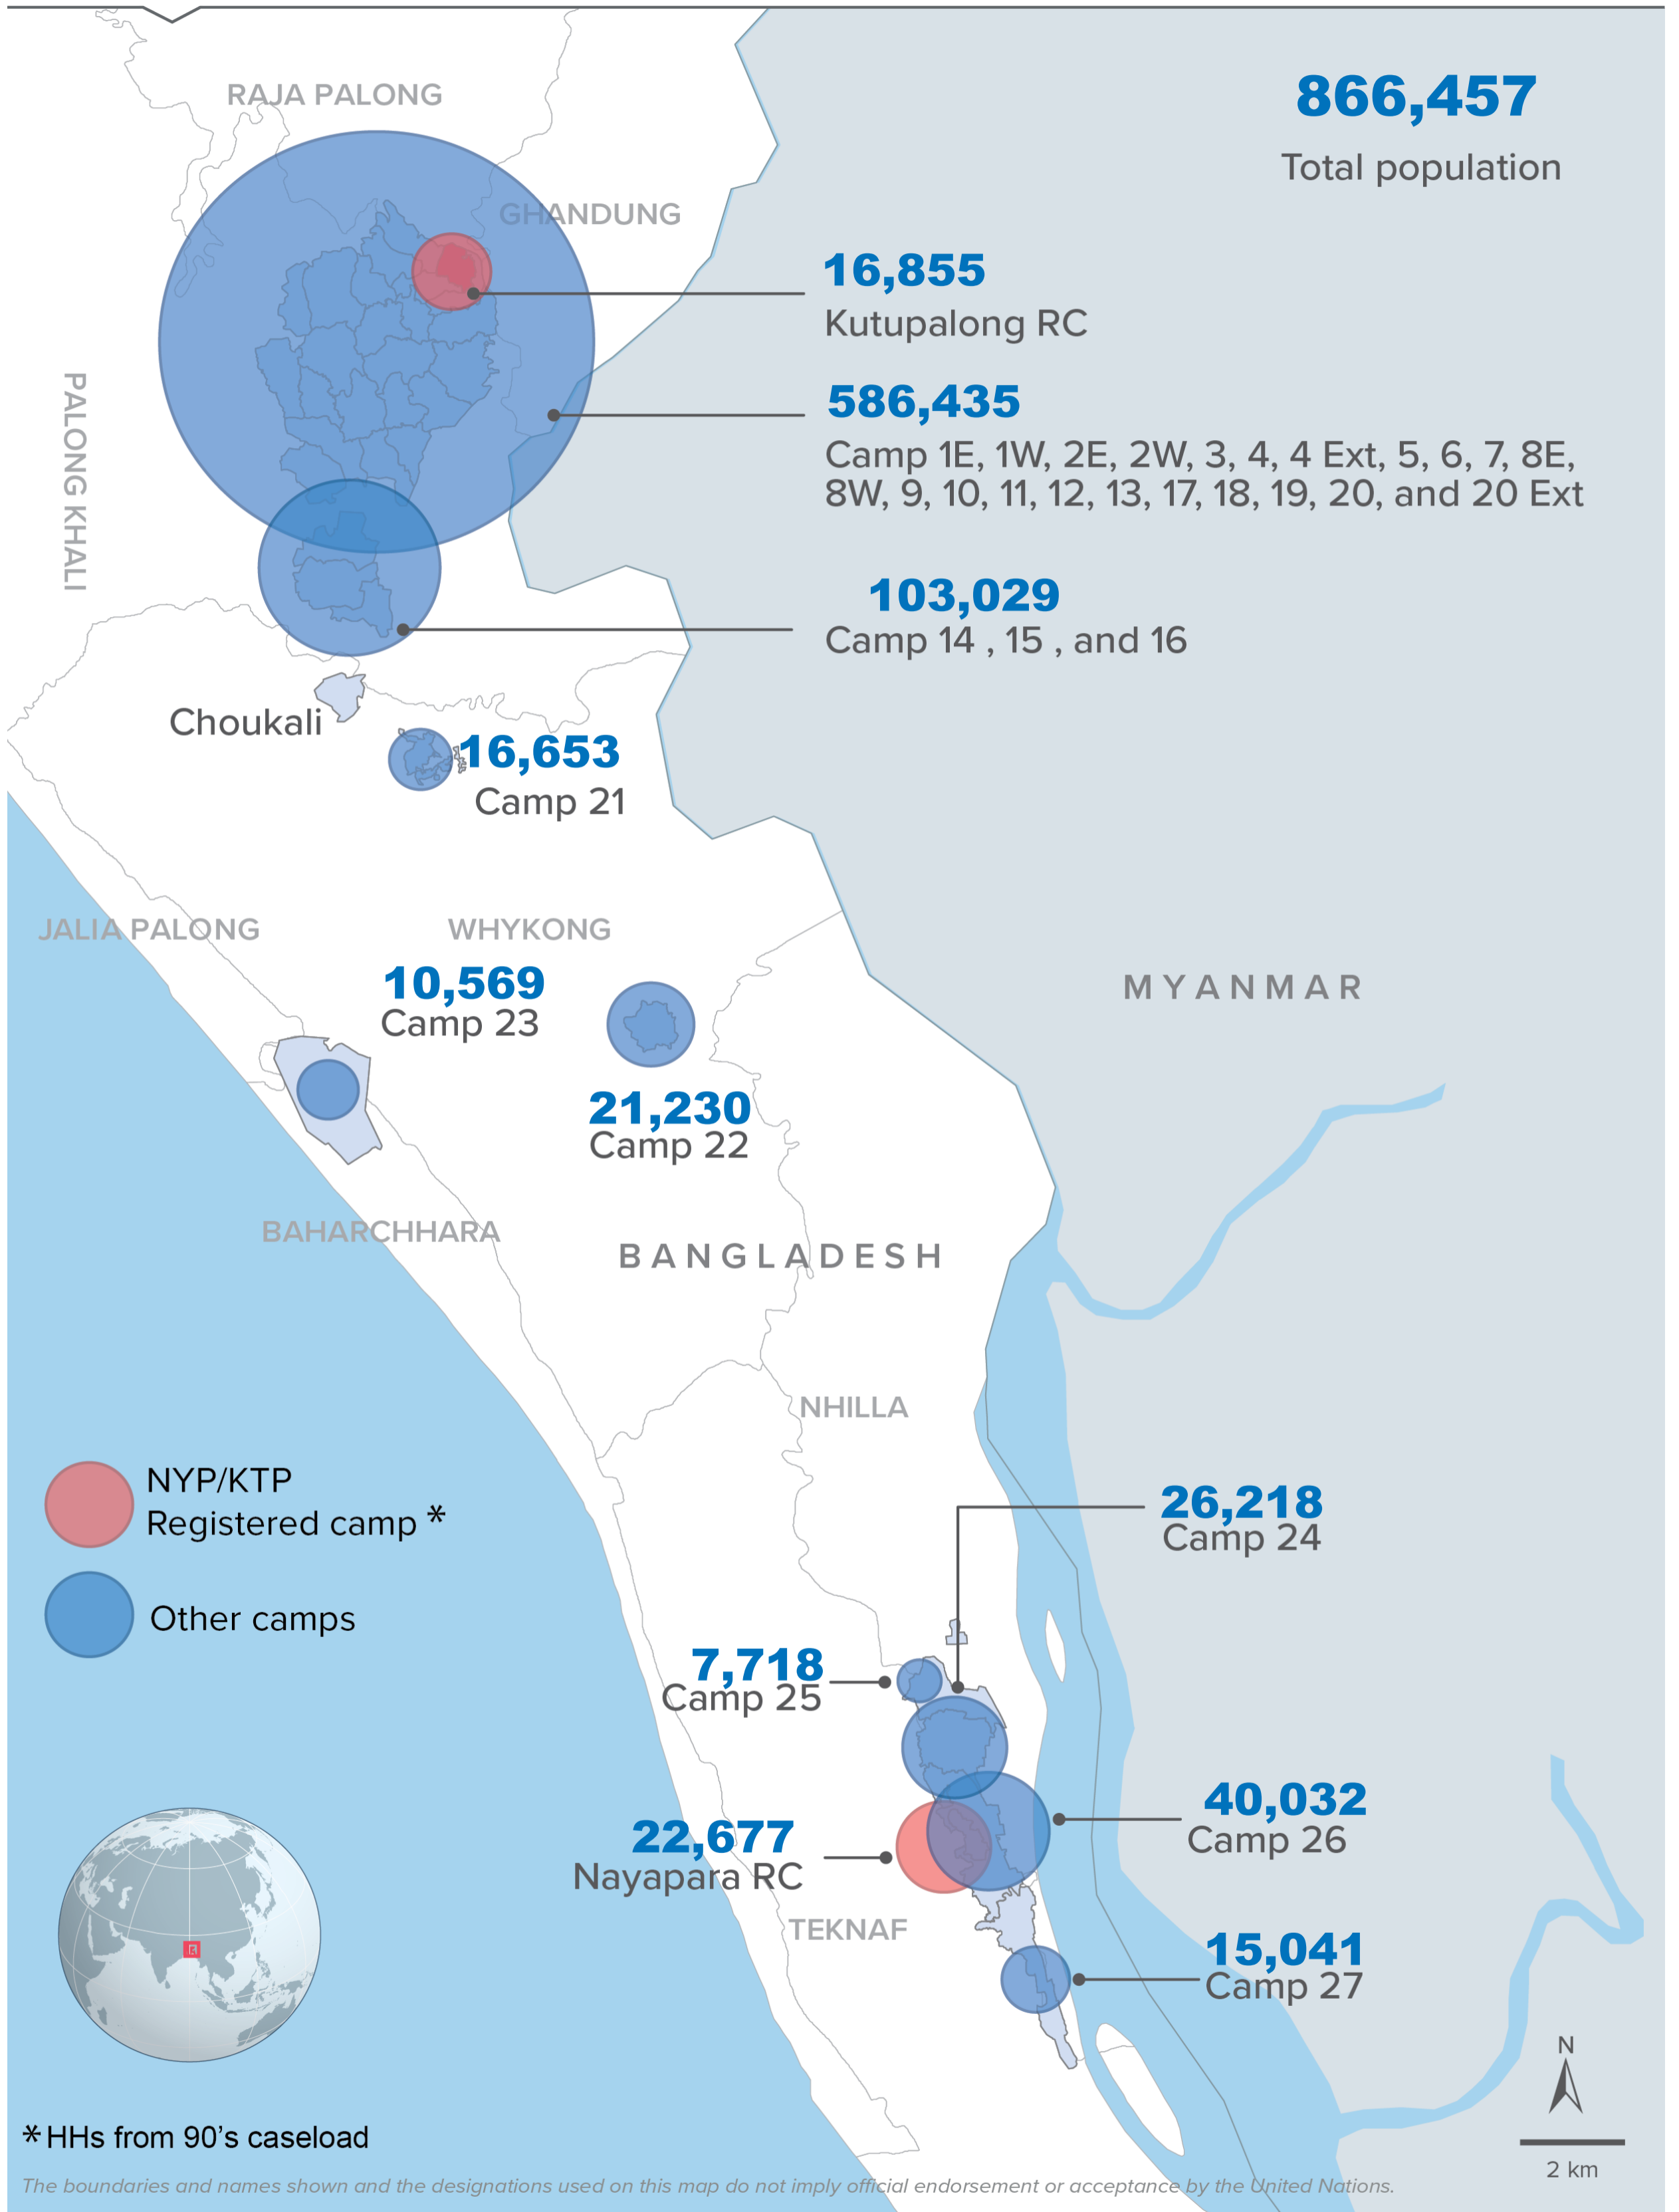 RAJA PALONG
866,457
Total population
GHANDUNG
16,855
Kutupalong RC
PALONG KHALI
586,435
Camp 1E, 1W, 2E, 2W, 3, 4, 4 Ext, 5, 6, 7, 8E,
8W, 9, 10, 11, 12, 13, 17, 18, 19, 20, and 20 Ext
103,029
Camp 14 , 15 , and 16
Choukali
16,653
Camp 21
JALIA PALONG
WHYKONG
10,569
Camp 23
MYANMAR
21,230
Camp 22
BAHARCHHARA
BANGLADESH
NHILLA
NYP/KTP
Registered camp *
Other camps
26,218
Camp 24
7,718
Camp 25
40,032
Camp 26
22,677
Nayapara RC
TEKNAF
15,041
Camp 27
N
2 km
* HHs from 90's caseload
The boundaries and names shown and the designations used on this map do not imply official endorsement or acceptance by the United Nations.